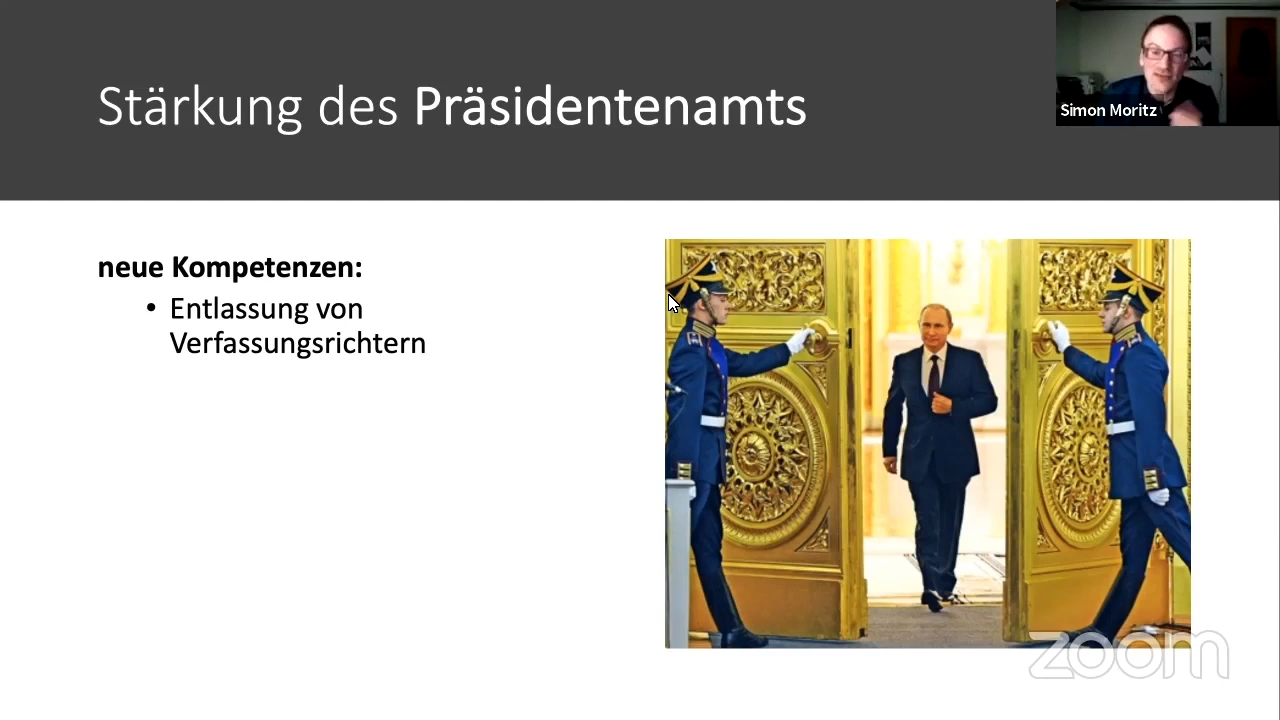 Stärkung des Präsidentenamts
Simon Moritz
neue Kompetenzen:
• Entlassung von
Verfassungsrichtern
zoom